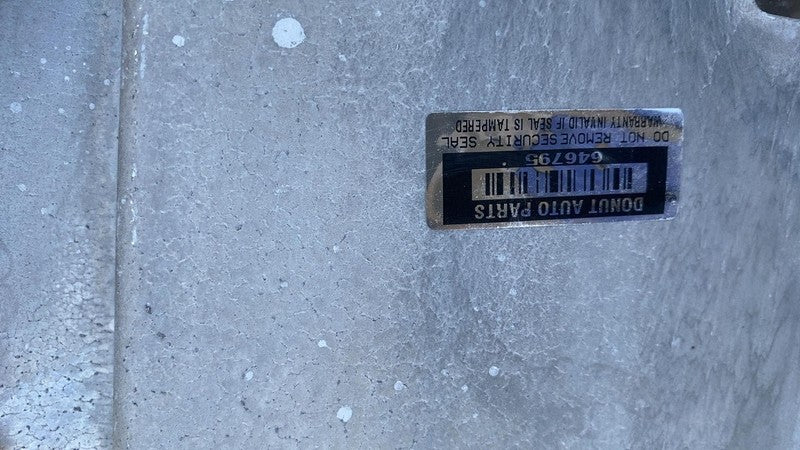 DONUT AUTO PARTS
646795
DO NOT REMOVE SECURITY SEAL
WARRANTY INVALID IF SEAL IS TAMPERED